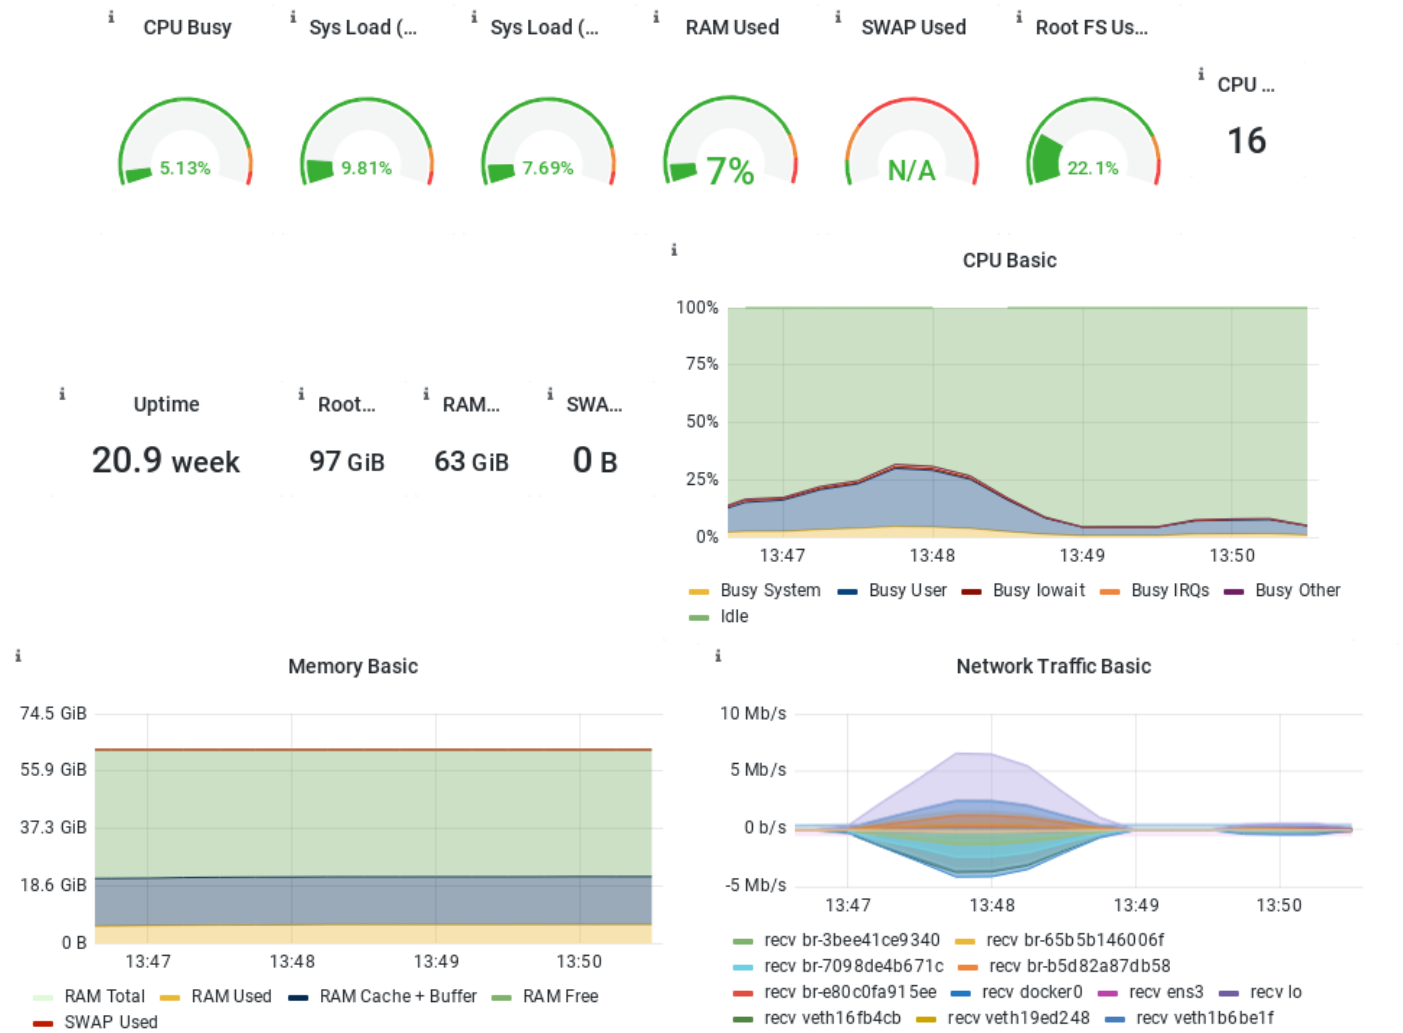 CPU Busy
Sys Load (...
Sys Load (...
RAM Used
SWAP Used
Root FS Us...
CPU ...
5.13%
9.81%
7.69%
7%
N/A
22.1%
16
Uptime
Root...
RAM...
SWA...
20.9 week
97 GiB
63 GiB
0 B
CPU Basic
100%
75%
50%
25%
0%
13:47
13:48
13:49
13:50
Busy System
Busy User
Busy Iowait
Busy IRQs
Busy Other
Idle
Memory Basic
74.5 GiB
55.9 GiB
37.3 GiB
18.6 GiB
0 B
13:47
13:48
13:49
13:50
RAM Total
RAM Used
RAM Cache + Buffer
RAM Free
SWAP Used
Network Traffic Basic
10 Mb/s
5 Mb/s
0 b/s
-5 Mb/s
13:47
13:48
13:49
13:50
recv br-3bee41ce9340
recv br-65b5b146006f
recv br-7098de4b671c
recv br-b5d82a87db58
recv br-e80c0fa915ee
recv docker0
recv ens3
recv lo
recv veth16fb4cb
recv veth19ed248
recv veth1b6be1f